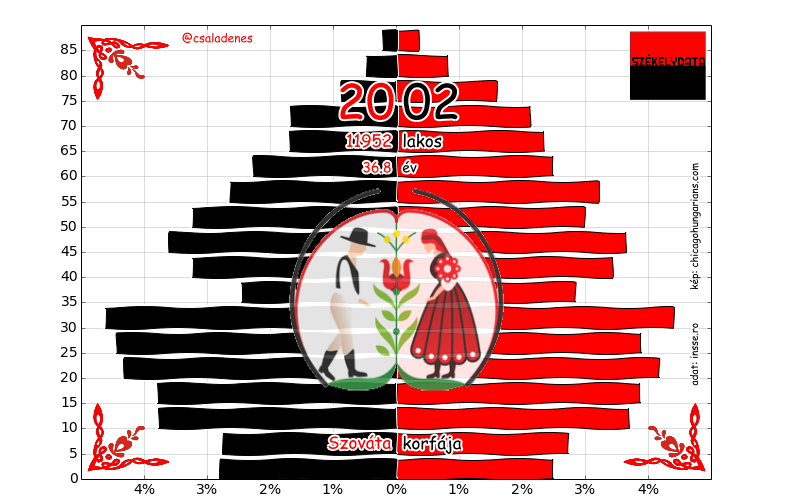 @csaladenes
SZÉKELYDATA
2002
11952 lakos
36.8 év
kép: chicagohungarians.com
adat: insse.ro
Szováta korfája
85
80
75
70
65
60
55
50
45
40
35
30
25
20
15
10
5
0
4% 3% 2% 1% 0% 1% 2% 3% 4%